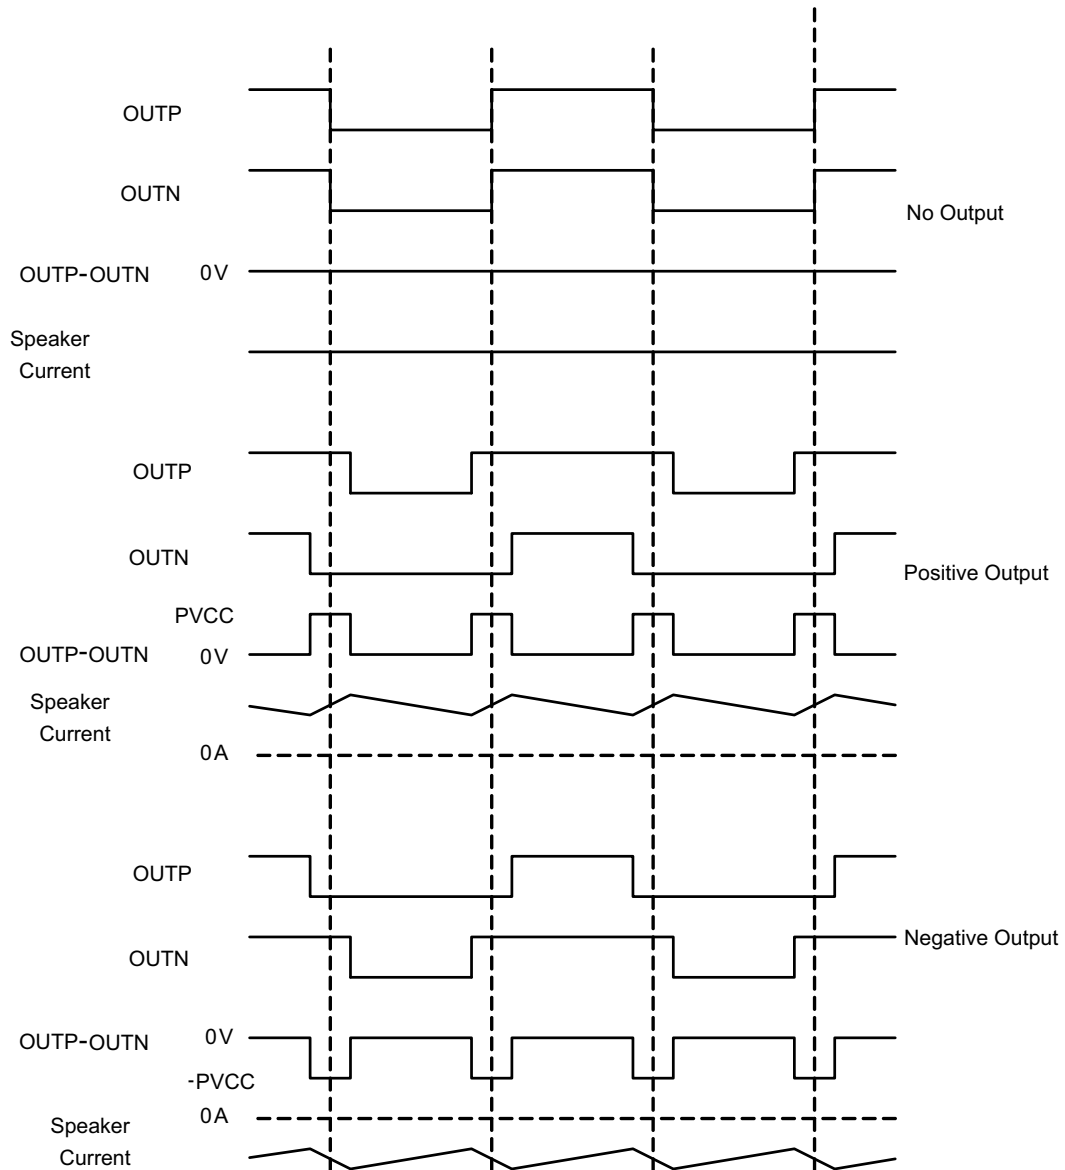 OUTP
OUTN
No Output
OUTP-OUTN 0V
Speaker
Current
OUTP
OUTN
Positive Output
PVCC
OUTP-OUTN 0V
Speaker
Current
0A
OUTP
Negative Output
OUTN
OUTP-OUTN 0V
-PVCC
0A
Speaker
Current